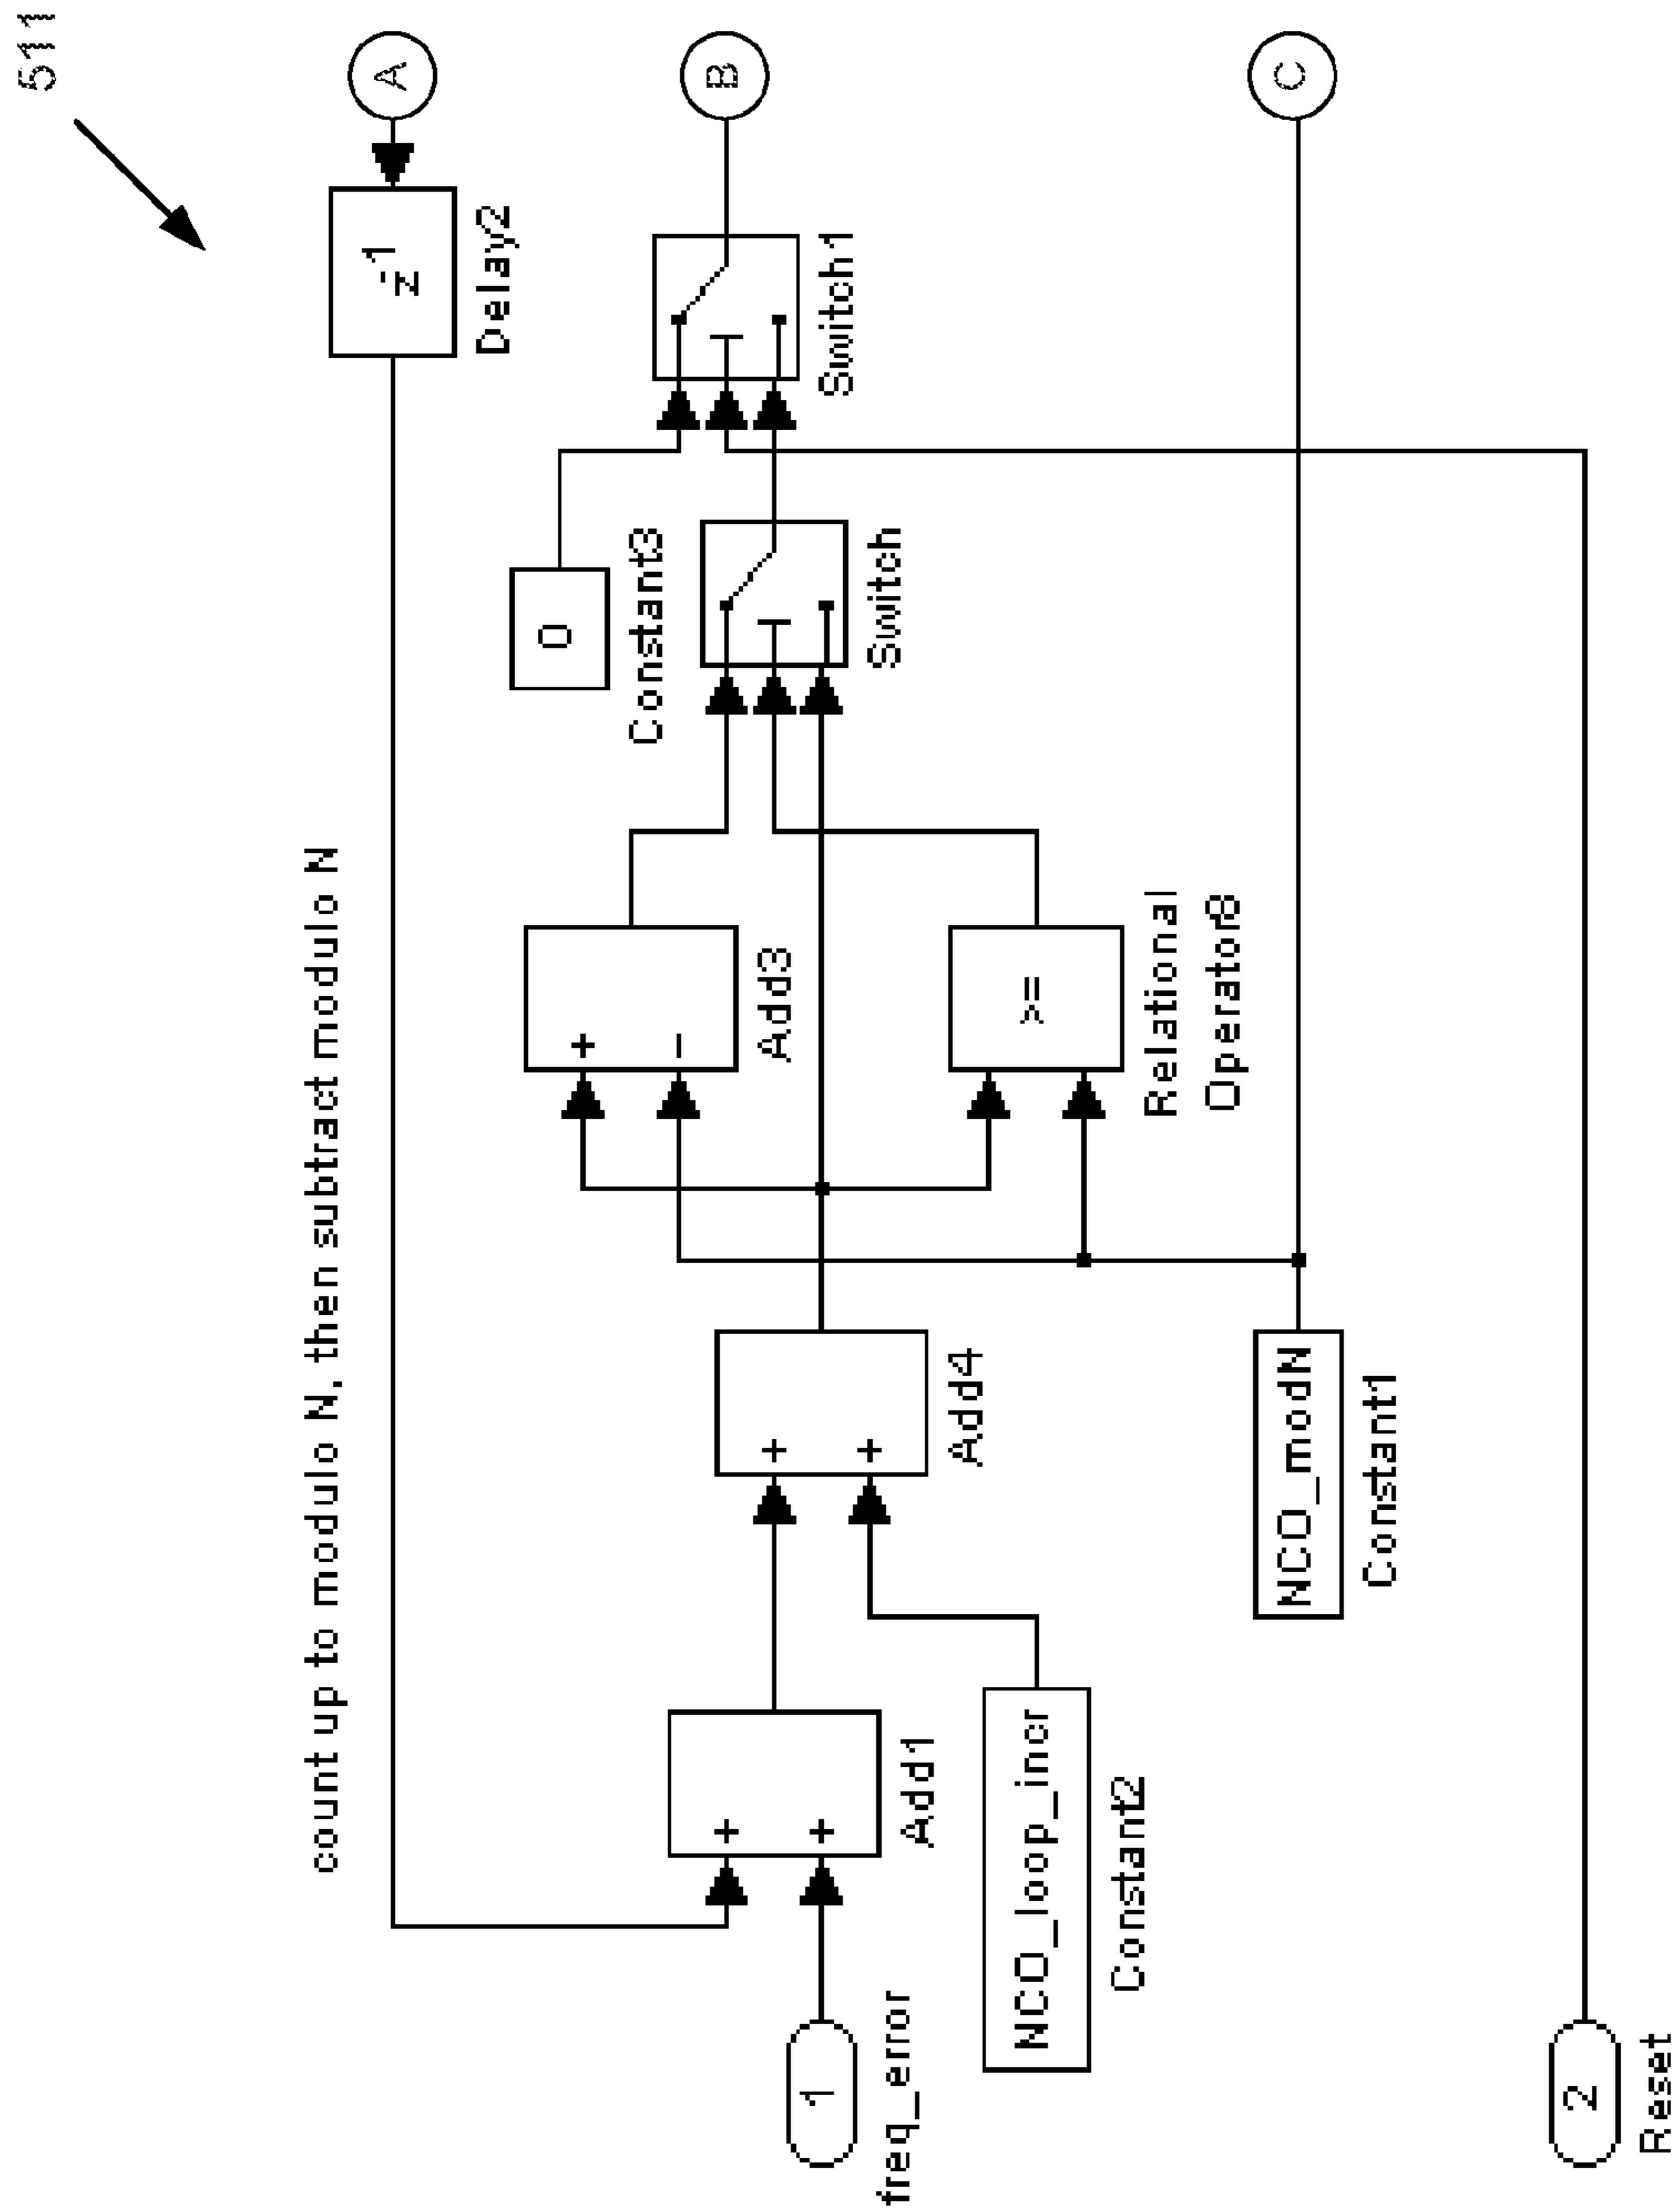 511
count up to modulo N, then subtract modulo N
A
z-1
Delay2
0
Constant3
B
Switch1
Switch
+
-
Add3
+
+
Add4
+
+
Add1
1
freq_error
>=
Relational
Operator8
NCO_loop_incr
Constant2
C
NCO_modN
Constant1
2
Reset